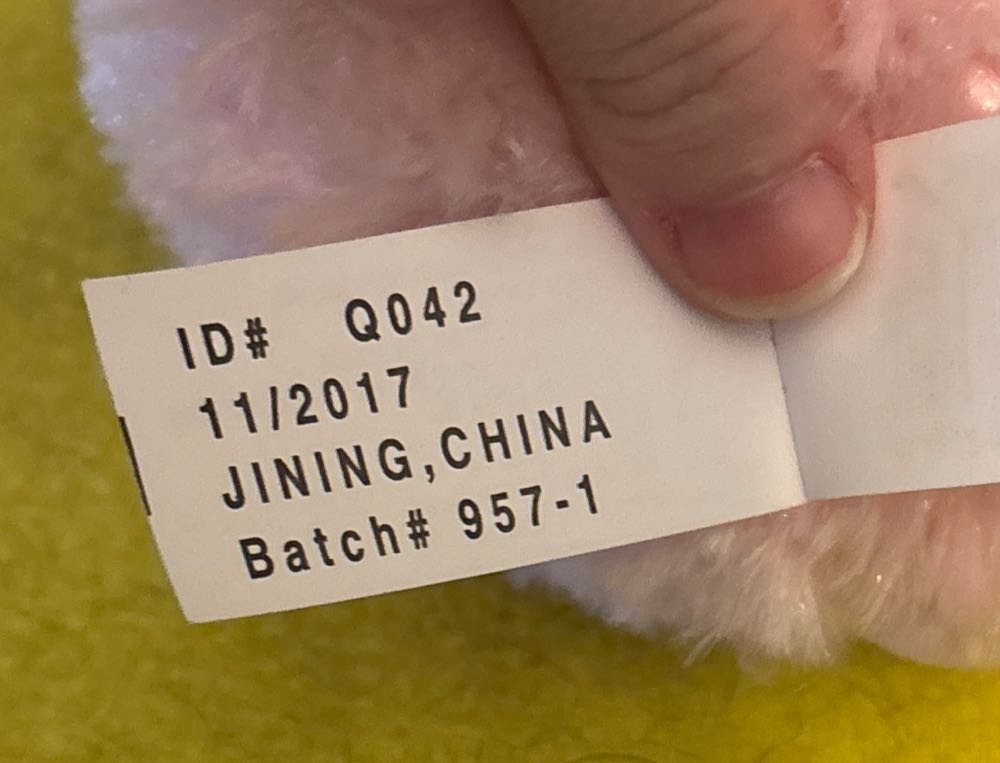 ID# Q042
11/2017
JINING,CHINA
Batch# 957-1